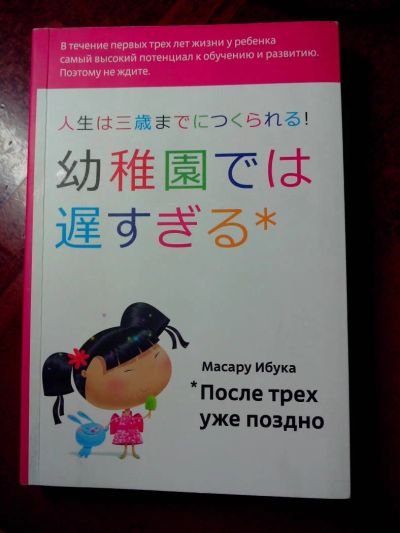 В течение первых трех лет жизни у ребенка
самый высокий потенциал к обучению и развитию.
Поэтому не ждите.
人生は三歳までにつくられる!
幼稚園では
遅すぎる*
Масару Ибука
*После трех
уже поздно